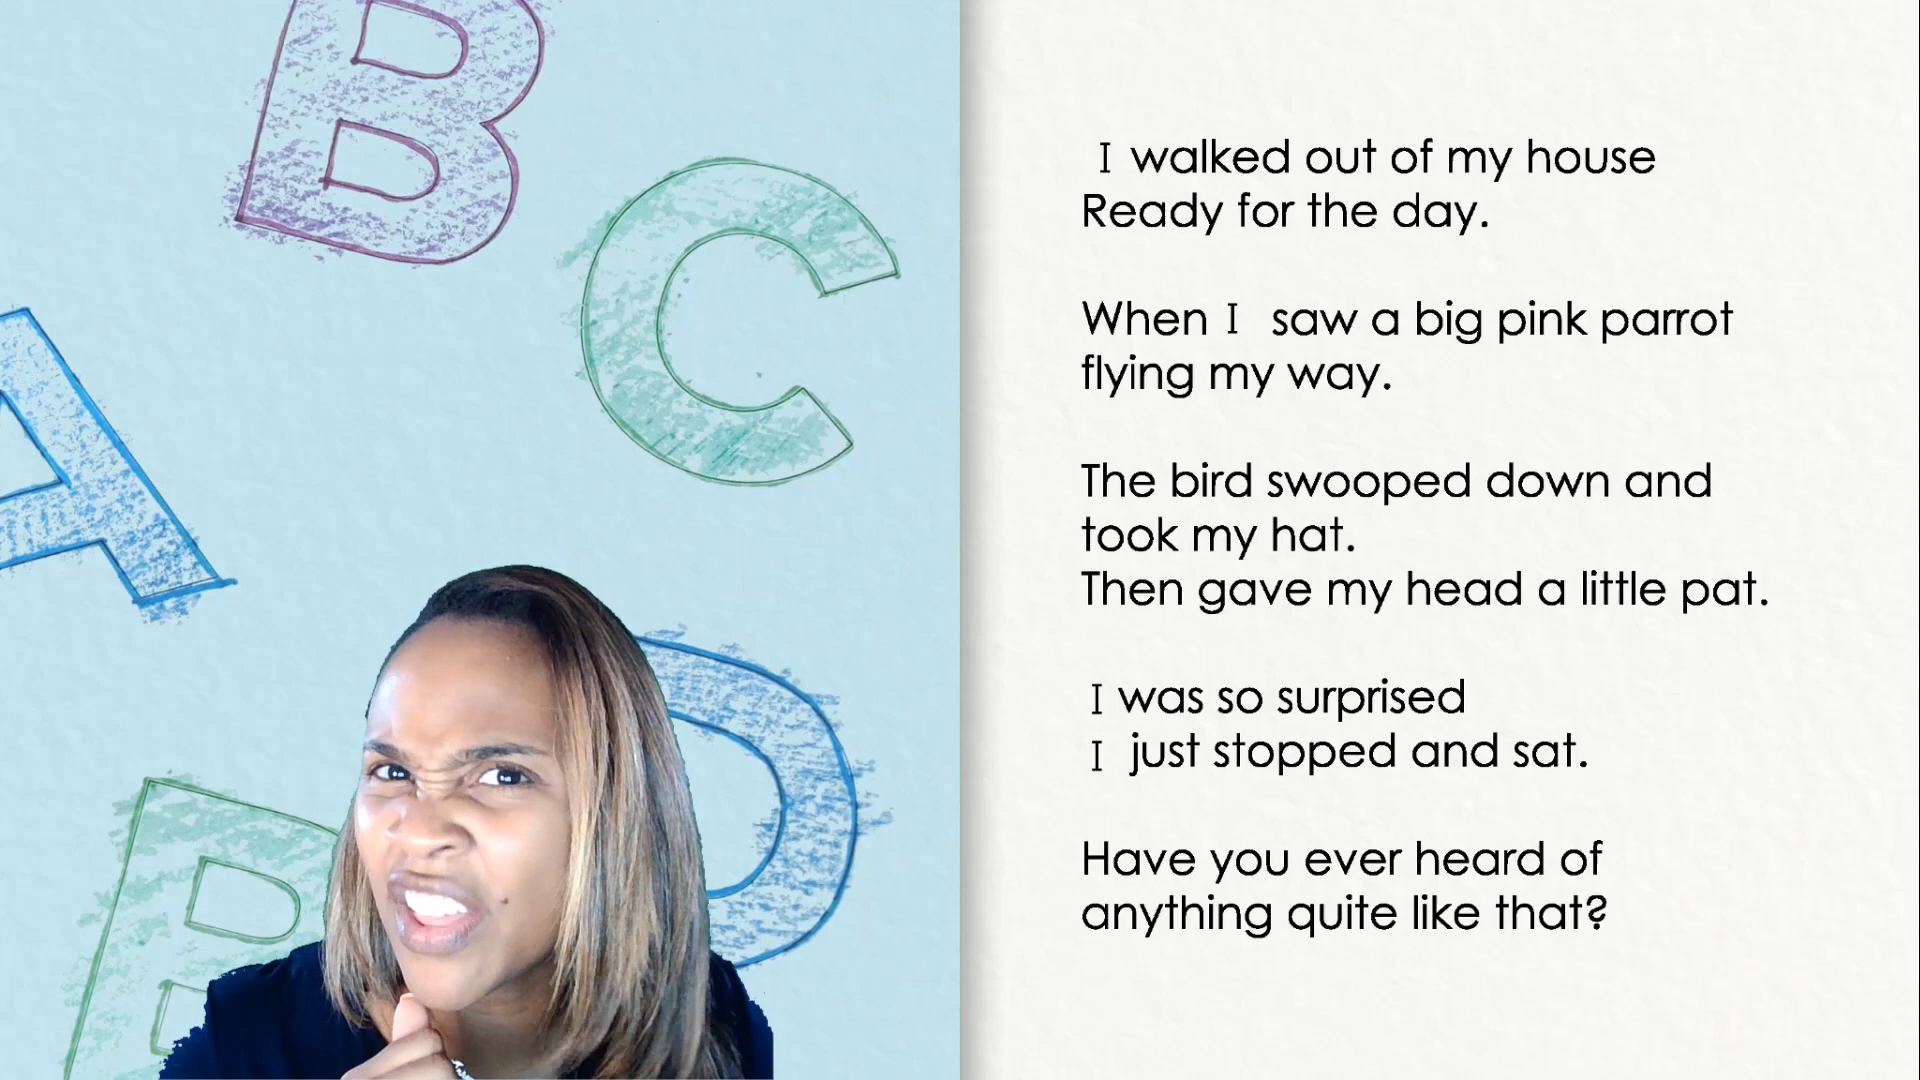 B
C
A
D
I walked out of my house
Ready for the day.
When I saw a big pink parrot
flying my way.
The bird swooped down and
took my hat.
Then gave my head a little pat.
I was so surprised
I just stopped and sat.
Have you ever heard of
anything quite like that?